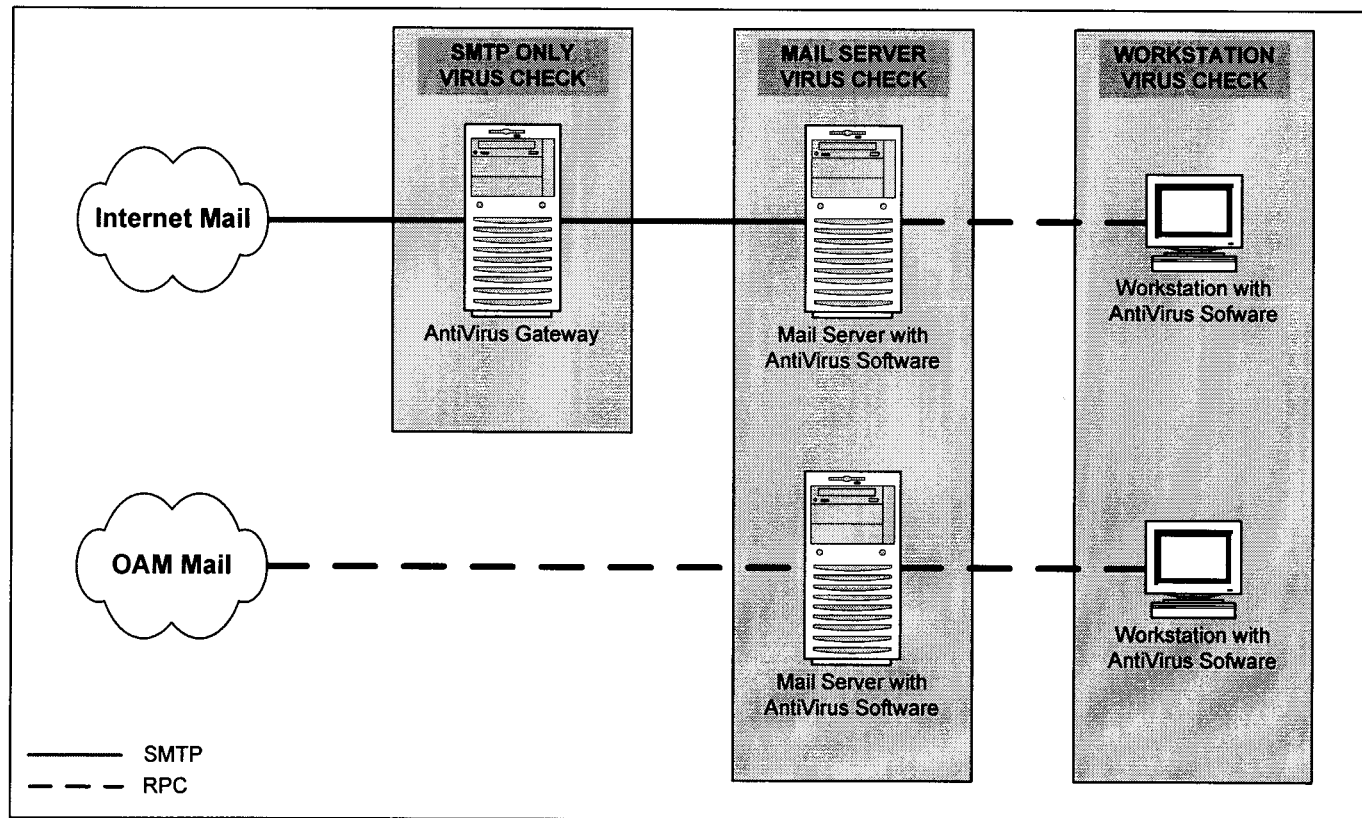 SMTP ONLY
VIRUS CHECK
MAIL SERVER
VIRUS CHECK
WORKSTATION
VIRUS CHECK
Internet Mail
AntiVirus Gateway
Mail Server with
AntiVirus Software
Workstation with
AntiVirus Sofware
OAM Mail
Mail Server with
AntiVirus Software
Workstation with
AntiVirus Sofware
SMTP
RPC